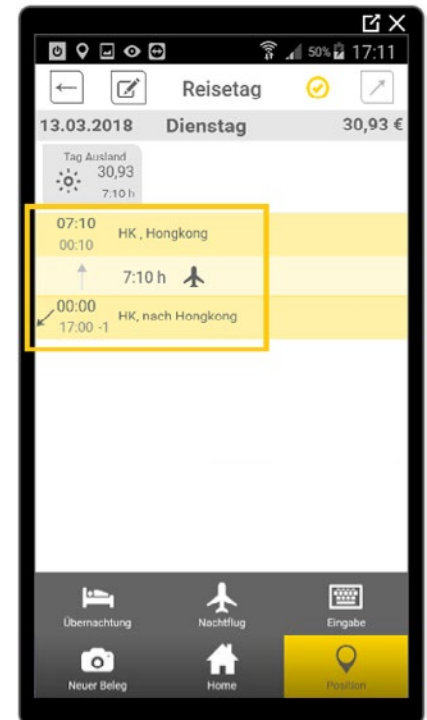 50% 17:11
Reisetag
13.03.2018 Dienstag 30,93 €
Tag Ausland
30,93
7:10 h
07:10
00:10
HK , Hongkong
7:10 h
00:00
17:00 -1
HK, nach Hongkong
Übernachtung Nachtflug Eingabe
Neuer Beleg Home Position